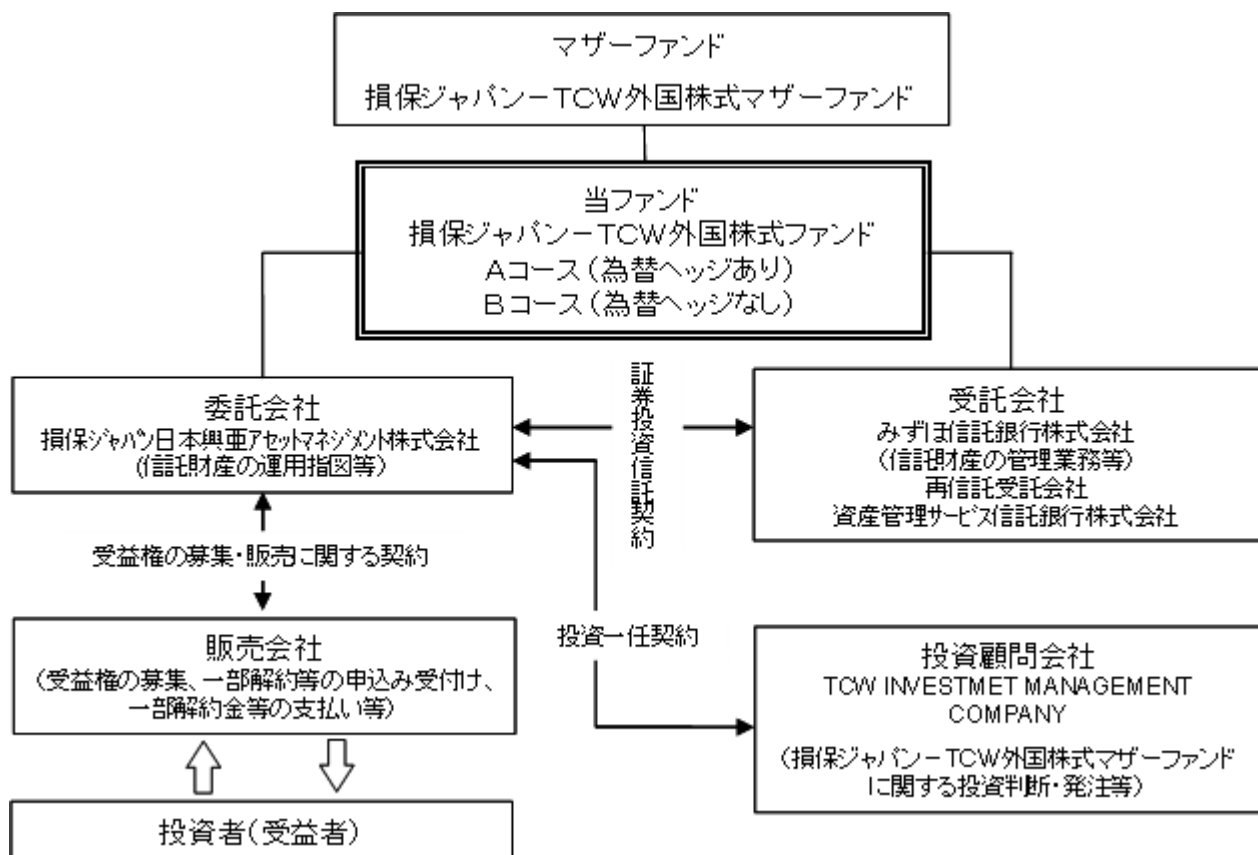 マザーファンド
損保ジャパン－TCW外国株式マザーファンド
当ファンド
損保ジャパン－TCW外国株式ファンド
Aコース（為替ヘッジあり）
Bコース（為替ヘッジなし）
委託会社
損保ジャパン日本興亜アセットマネジメント株式会社
(信託財産の運用指図等）
証券投資信託契約
受託会社
みずほ信託銀行株式会社
（信託財産の管理業務等）
再信託受託会社
資産管理サービス信託銀行株式会社
受益権の募集・販売に関する契約
販売会社
（受益権の募集、一部解約等の申込み受付け、
一部解約金等の支払い等）
投資一任契約
投資顧問会社
TCW INVESTMET MANAGEMENT
COMPANY
（損保ジャパン－TCW外国株式マザーファンド
に関する投資判断・発注等）
投資者（受益者）